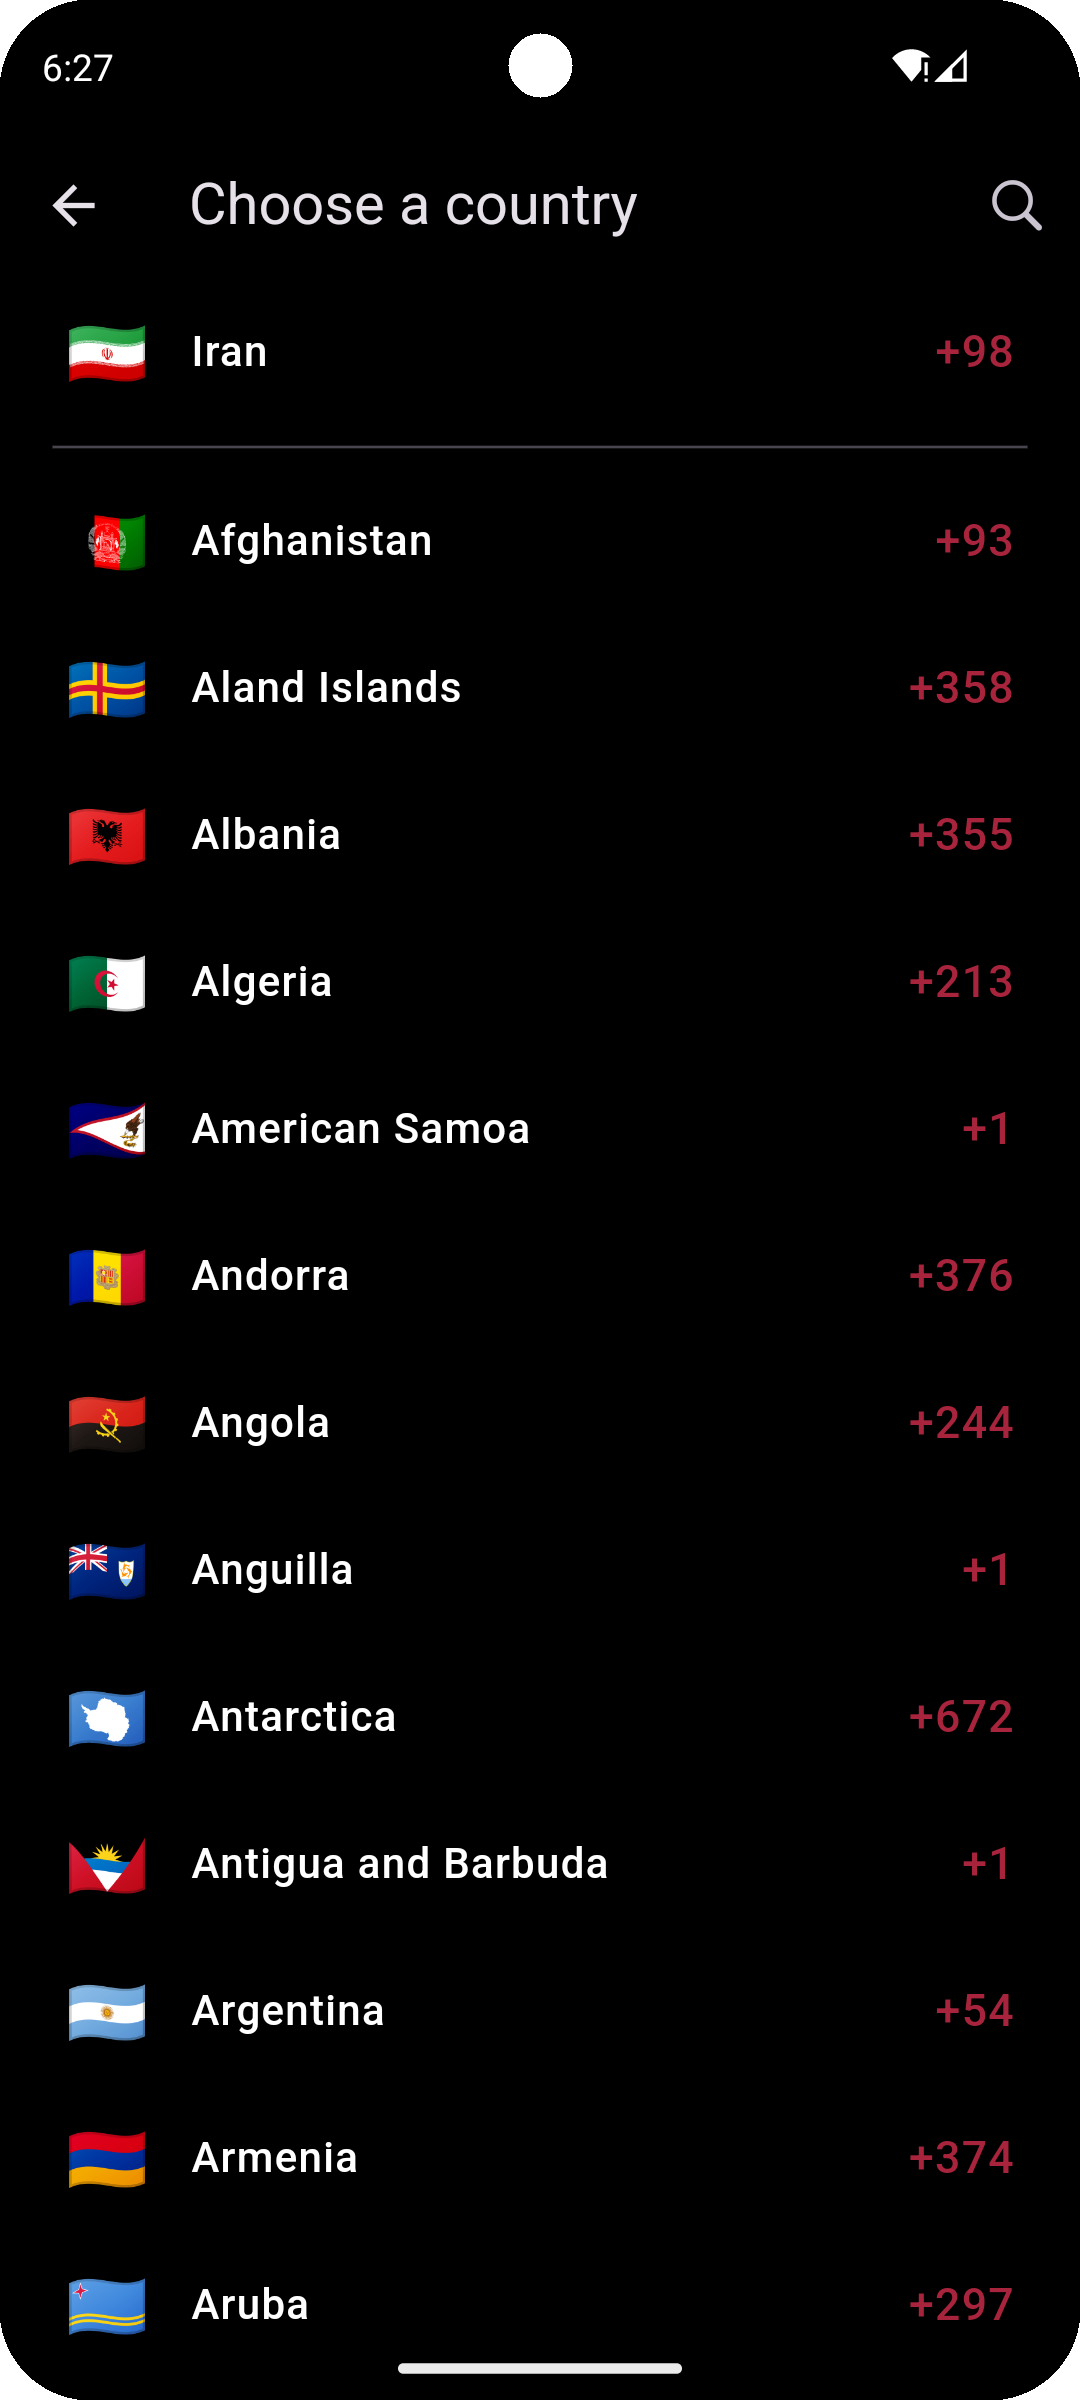 6:27
Choose a country
Iran +98
Afghanistan +93
Aland Islands +358
Albania +355
Algeria +213
American Samoa +1
Andorra +376
Angola +244
Anguilla +1
Antarctica +672
Antigua and Barbuda +1
Argentina +54
Armenia +374
Aruba +297